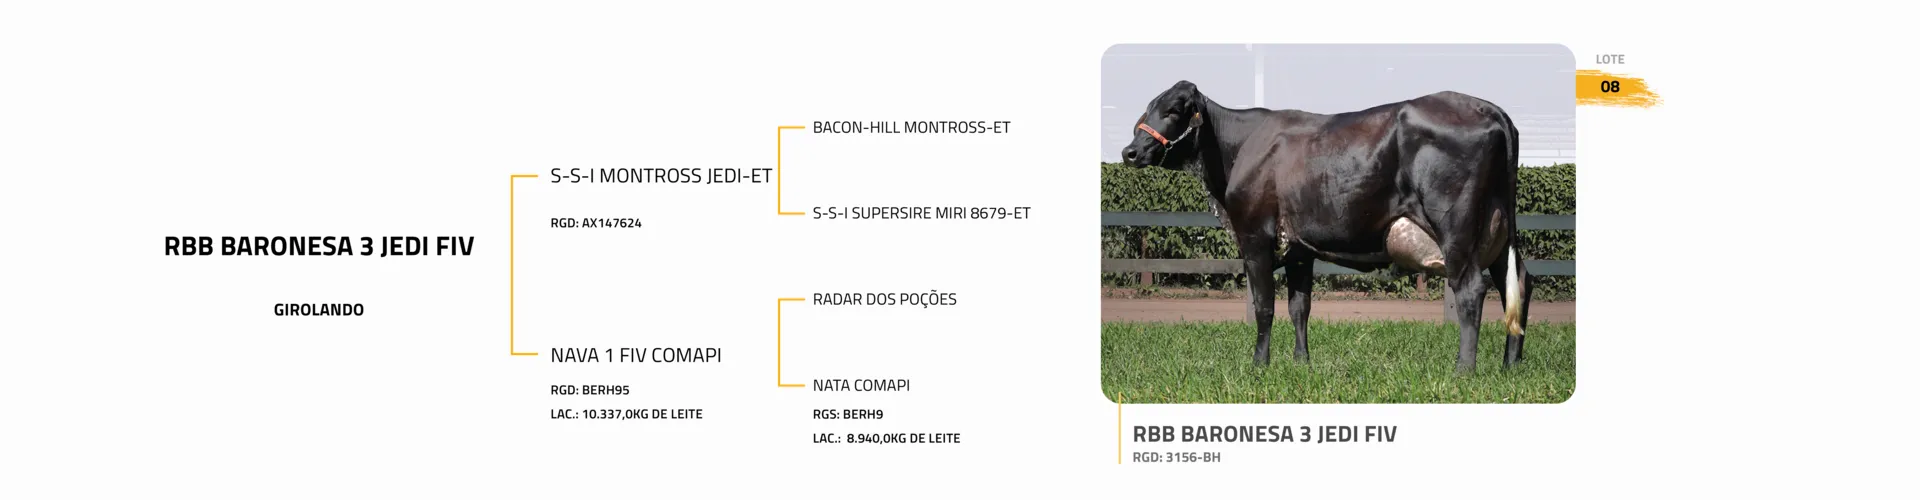 RBB BARONESA 3 JEDI FIV
GIROLANDO
S-S-I MONTROSS JEDI-ET
RGD: AX147624
NAVA 1 FIV COMAPI
RGD: BERH95
LAC.: 10.337,0KG DE LEITE
BACON-HILL MONTROSS-ET
S-S-I SUPERSIRE MIRI 8679-ET
RADAR DOS POÇÕES
NATA COMAPI
RGS: BERH9
LAC.: 8.940,0KG DE LEITE
LOTE
08
RBB BARONESA 3 JEDI FIV
RGD: 3156-BH